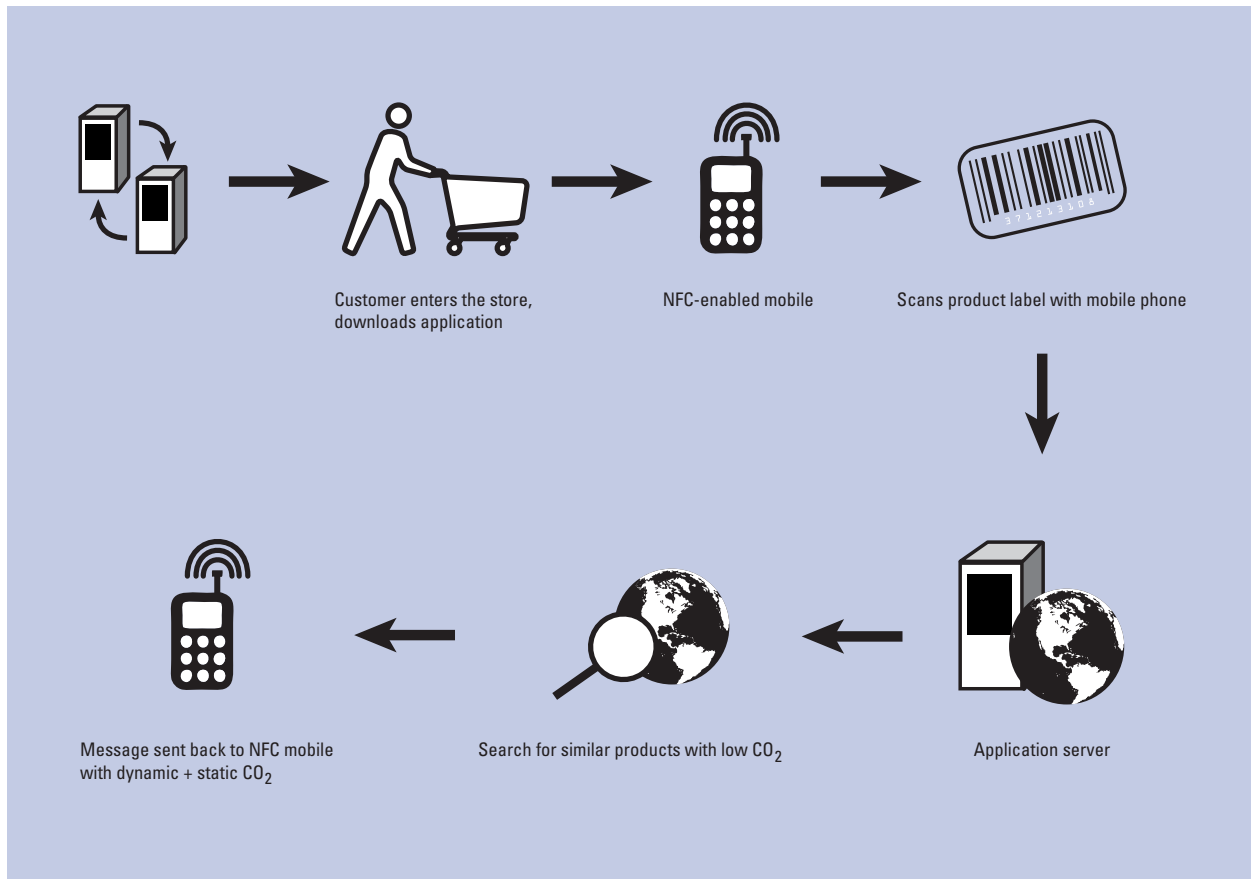 371213108
Customer enters the store,
downloads application
NFC-enabled mobile
Scans product label with mobile phone
Message sent back to NFC mobile
with dynamic + static CO₂
Search for similar products with low CO₂
Application server